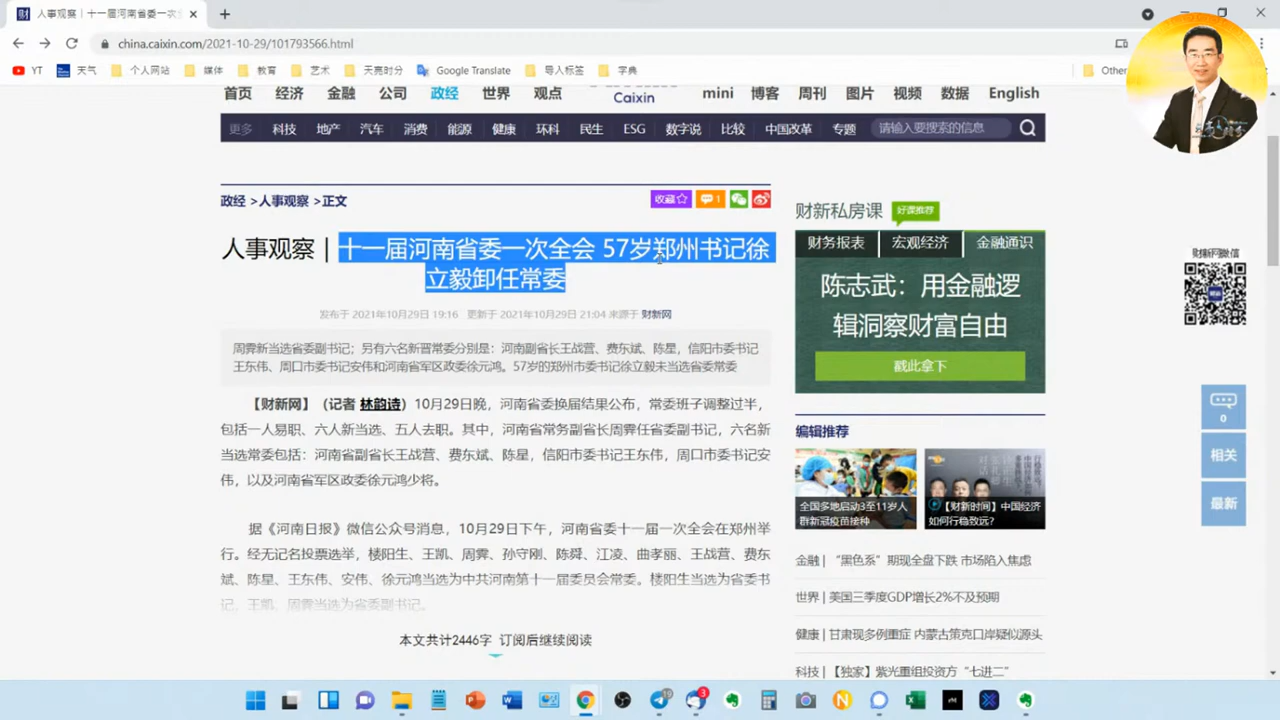 人事观察｜十一届河南省委一次
china.caixin.com/2021-10-29/101793566.html
YT 天气 个人网站 媒体 教育 艺术 天亮时分 Google Translate 导入标签 字典 Other
首页 经济 金融 公司 政经 世界 观点 Caixin mini 博客 周刊 图片 视频 数据 English
更多 科技 地产 汽车 消费 能源 健康 环科 民生 ESG 数字说 比较 中国改革 专题 请输入要搜索的信息
政经 >人事观察 >正文
收藏☆ 1
人事观察｜十一届河南省委一次全会 57岁郑州书记徐
立毅卸任常委
发布于 2021年10月29日 19:16 更新于 2021年10月29日 21:04 来源于 财新网
周霁新当选省委副书记；另有六名新晋常委分别是：河南副省长王战营、费东斌、陈星，信阳市委书记
王东伟、周口市委书记安伟和河南省军区政委徐元鸿。57岁的郑州市委书记徐立毅未当选省委常委
【财新网】（记者 林韵诗）10月29日晚，河南省委换届结果公布，常委班子调整过半，
包括一人易职、六人新当选、五人去职。其中，河南省常务副省长周霁任省委副书记，六名新
当选常委包括：河南省副省长王战营、费东斌、陈星，信阳市委书记王东伟，周口市委书记安
伟，以及河南省军区政委徐元鸿少将。
据《河南日报》微信公众号消息，10月29日下午，河南省委十一届一次全会在郑州举
行。经无记名投票选举，楼阳生、王凯、周霁、孙守刚、陈舜、江凌、曲孝丽、王战营、费东
斌、陈星、王东伟、安伟、徐元鸿当选为中共河南第十一届委员会常委。楼阳生当选为省委书
记，王凯、周霁当选为省委副书记。
本文共计2446字 订阅后继续阅读
财新私房课 好课推荐
财务报表 宏观经济 金融通识
陈志武：用金融逻
辑洞察财富自由
戳此拿下
编辑推荐
全国多地启动3至11岁人
群新冠疫苗接种
【财新时间】中国经济
如何行稳致远？
金融｜“黑色系”期现全盘下跌 市场陷入焦虑
世界｜美国三季度GDP增长2%不及预期
健康｜甘肃现多例重症 内蒙古策克口岸疑似源头
科技｜【独家】紫光重组投资方“七进二”
财新网微信
0
相关
最新
19
3